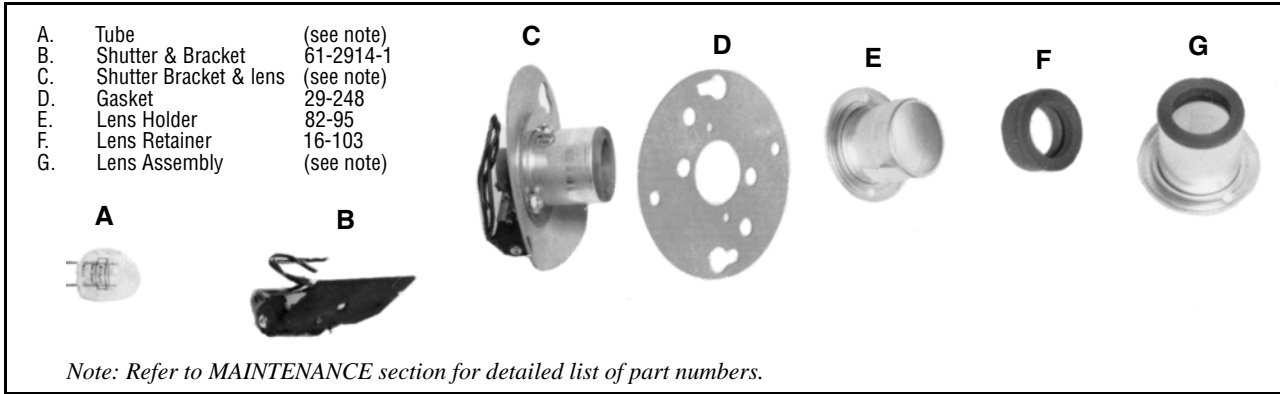 A. Tube (see note)
B. Shutter & Bracket 61-2914-1
C. Shutter Bracket & lens (see note)
D. Gasket 29-248
E. Lens Holder 82-95
F. Lens Retainer 16-103
G. Lens Assembly (see note)
C
D
E
F
G
A
B
Note: Refer to MAINTENANCE section for detailed list of part numbers.